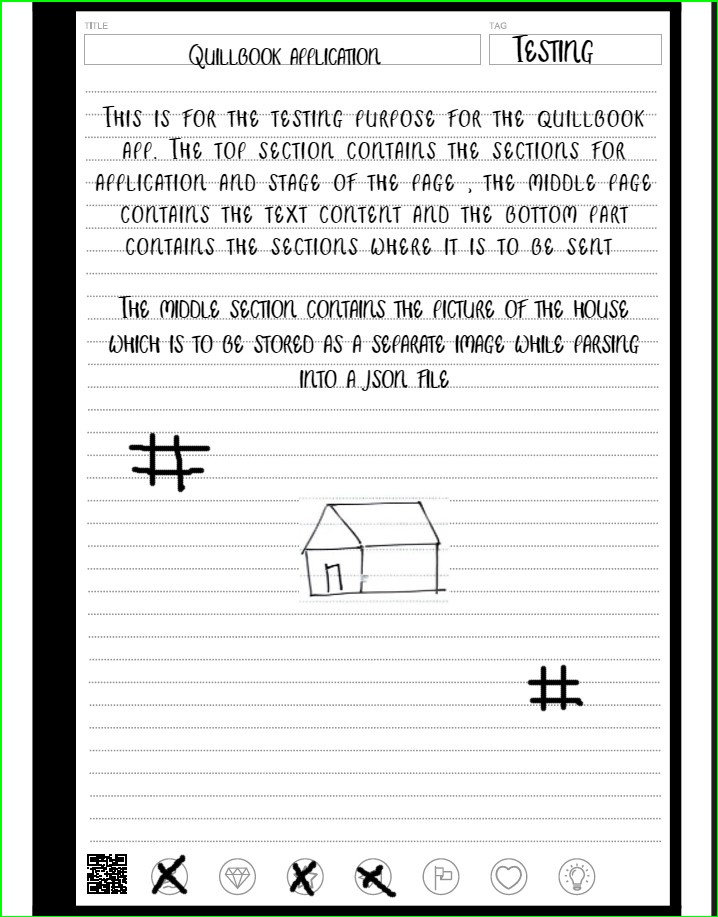 TITLE
TAG
QUILLBOOK APPLICATION
TESTING
THIS IS FOR THE TESTING PURPOSE FOR THE QUILLBOOK
APP. THE TOP SECTION CONTAINS THE SECTIONS FOR
APPLICATION AND STAGE OF THE PAGE , THE MIDDLE PAGE
CONTAINS THE TEXT CONTENT AND THE BOTTOM PART
CONTAINS THE SECTIONS WHERE IT IS TO BE SENT
THE MIDDLE SECTION CONTAINS THE PICTURE OF THE HOUSE
WHICH IS TO BE STORED AS A SEPARATE IMAGE WHILE PARSING
INTO A JSON FILE
#
#